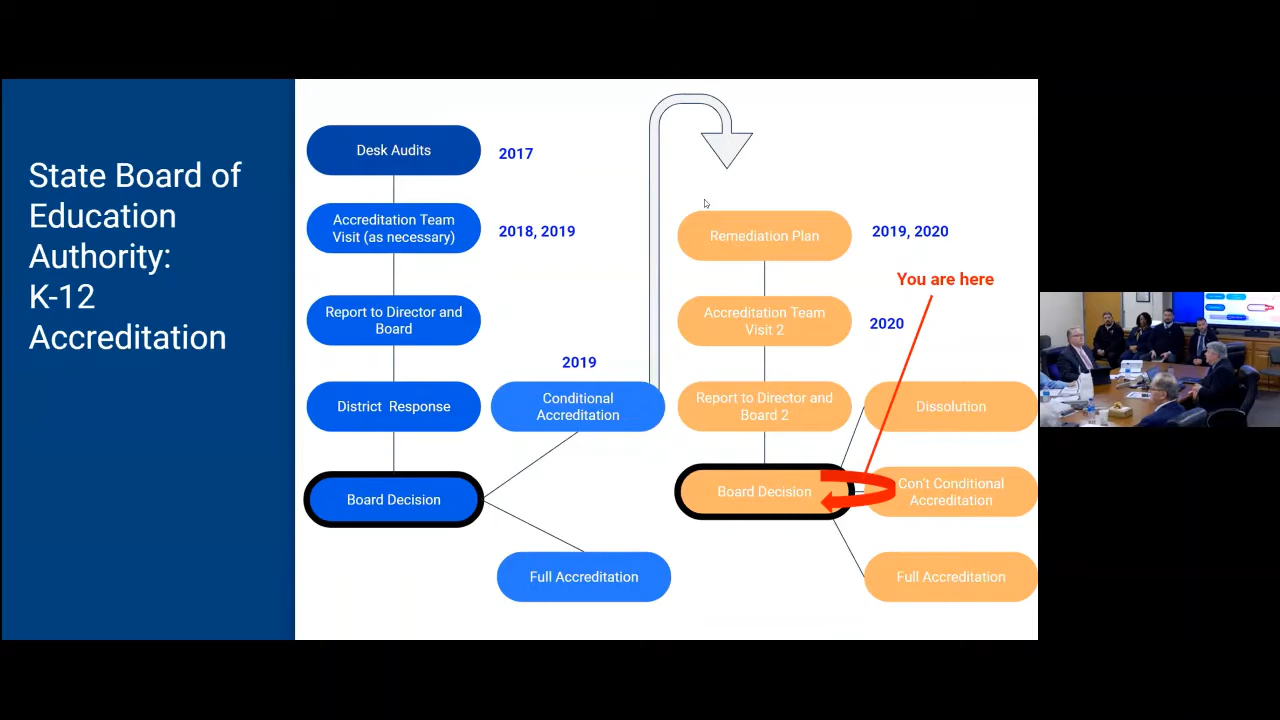 State Board of
Education
Authority:
K-12
Accreditation
Desk Audits
2017
Accreditation Team
Visit (as necessary)
2018, 2019
Report to Director and
Board
District Response
Board Decision
2019
Conditional
Accreditation
Full Accreditation
Remediation Plan
2019, 2020
You are here
Accreditation Team
Visit 2
2020
Report to Director and
Board 2
Board Decision
Dissolution
Con't Conditional
Accreditation
Full Accreditation